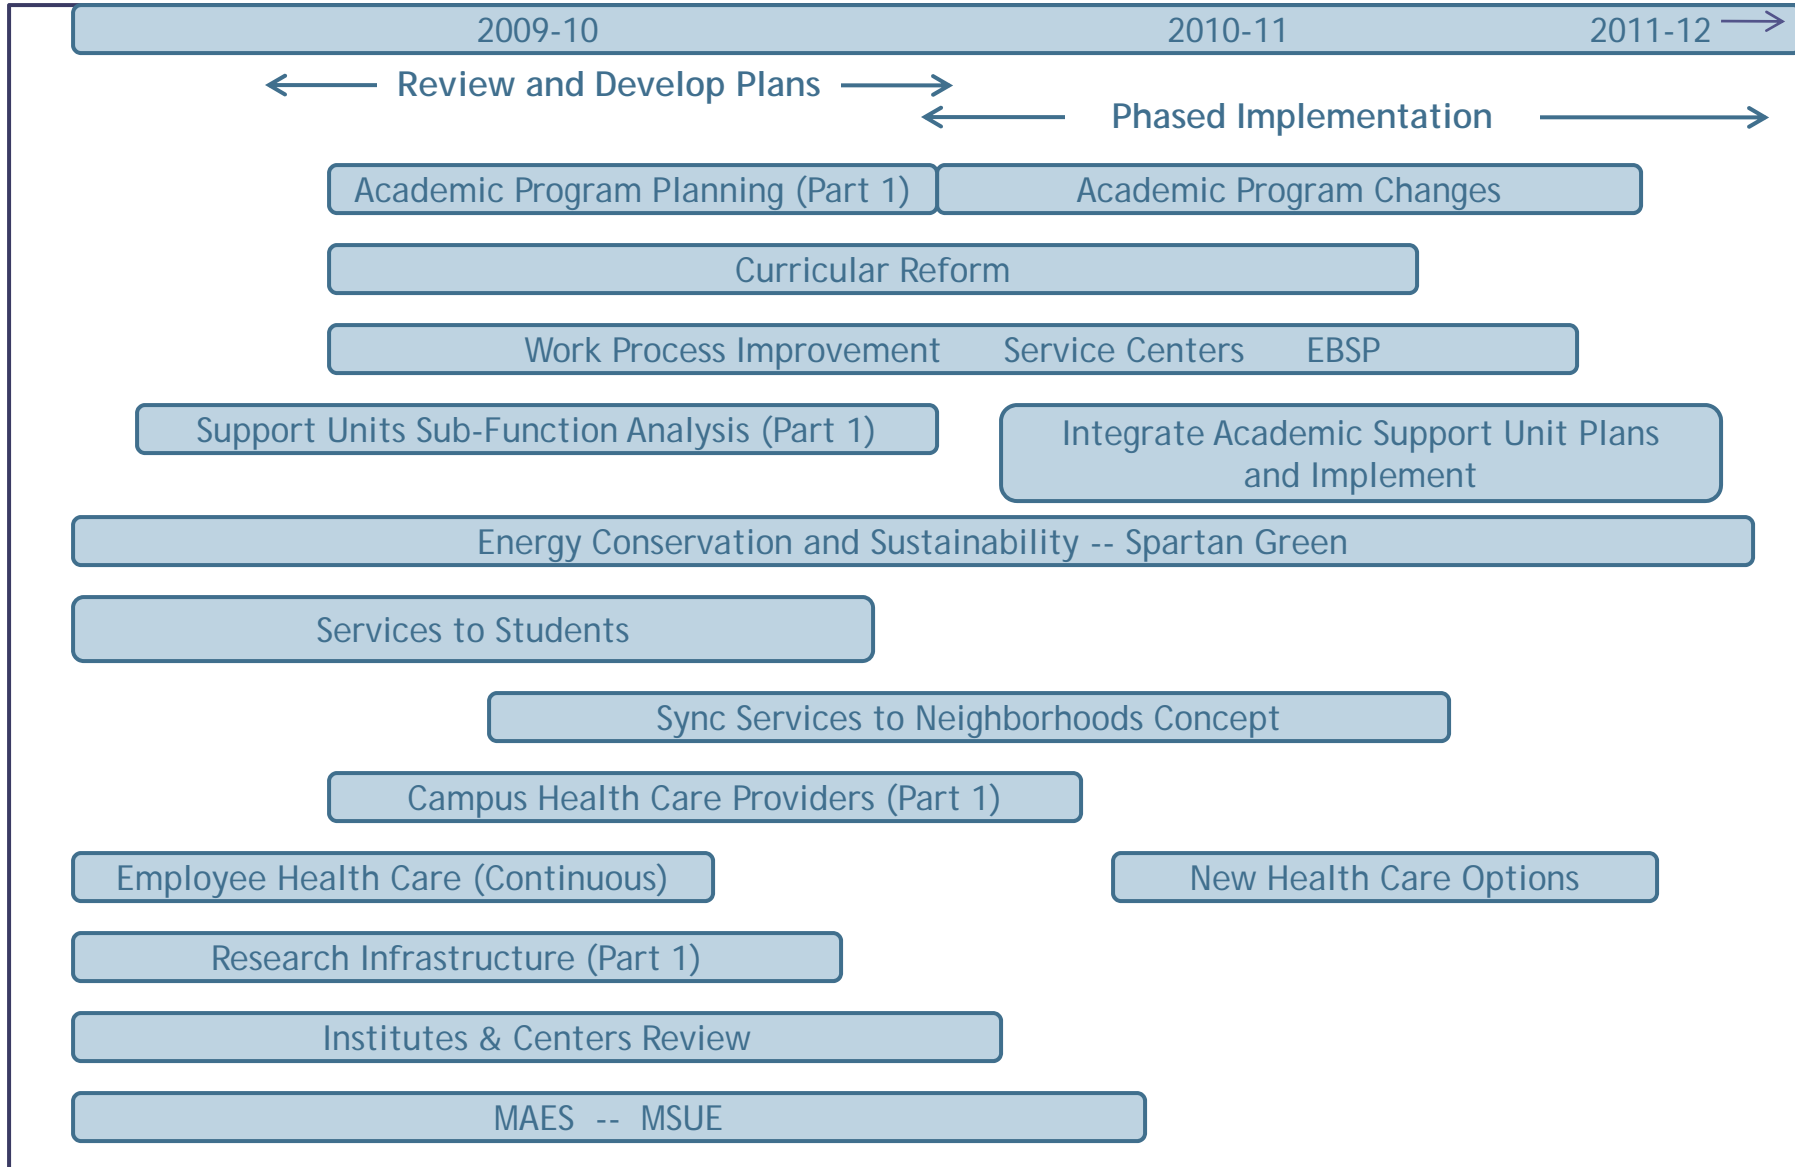 2009-10 2010-11 2011-12
Review and Develop Plans
Phased Implementation
Academic Program Planning (Part 1) Academic Program Changes
Curricular Reform
Work Process Improvement Service Centers EBSP
Support Units Sub-Function Analysis (Part 1)
Integrate Academic Support Unit Plans
and Implement
Energy Conservation and Sustainability -- Spartan Green
Services to Students
Sync Services to Neighborhoods Concept
Campus Health Care Providers (Part 1)
Employee Health Care (Continuous) New Health Care Options
Research Infrastructure (Part 1)
Institutes & Centers Review
MAES -- MSUE